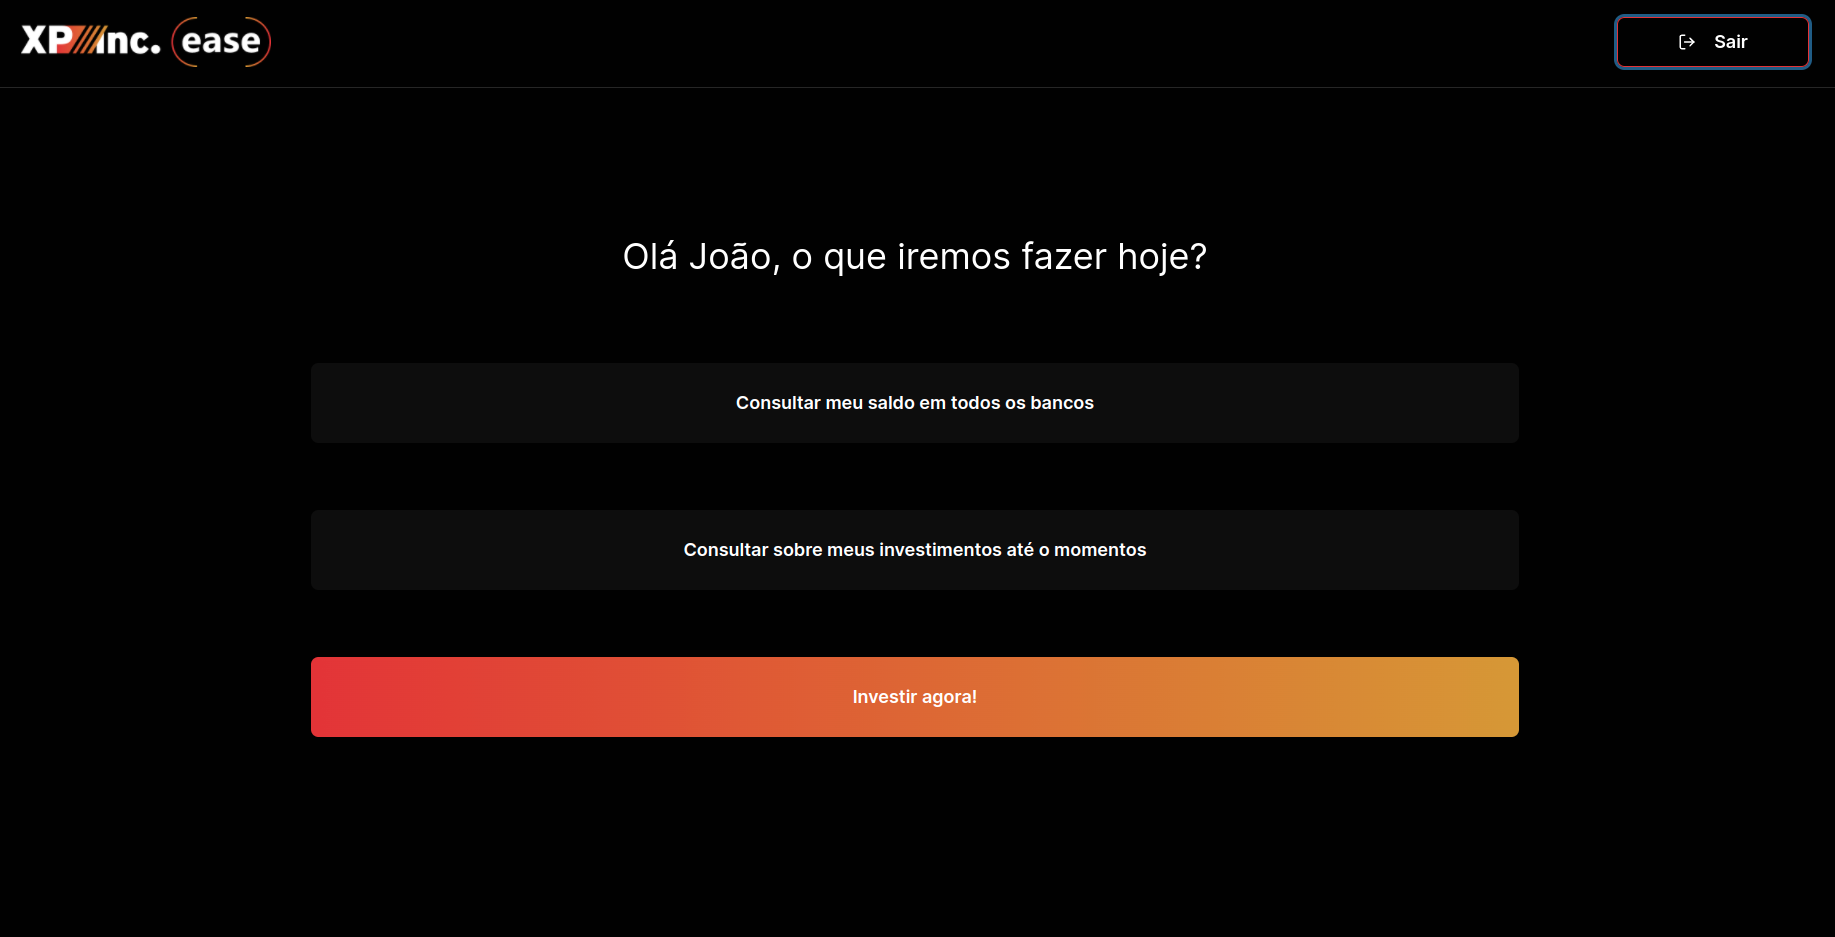 XP Inc. ease
Sair
Olá João, o que iremos fazer hoje?
Consultar meu saldo em todos os bancos
Consultar sobre meus investimentos até o momentos
Investir agora!